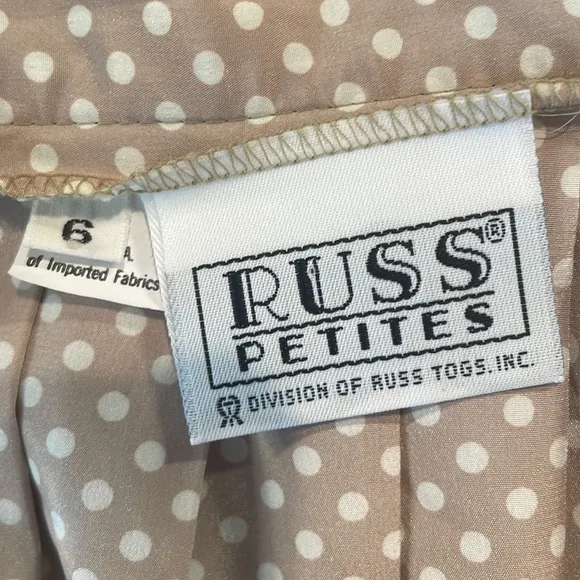 6
A.
of Imported Fabrics
RUSS®
PETITES
DIVISION OF RUSS TOGS, INC.